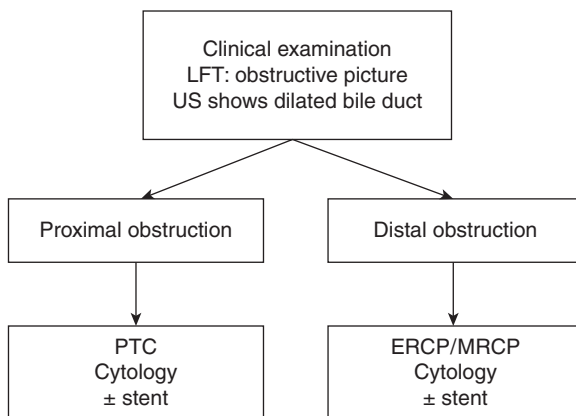 Clinical examination
LFT: obstructive picture
US shows dilated bile duct
Proximal obstruction
Distal obstruction
PTC
Cytology
± stent
ERCP/MRCP
Cytology
± stent